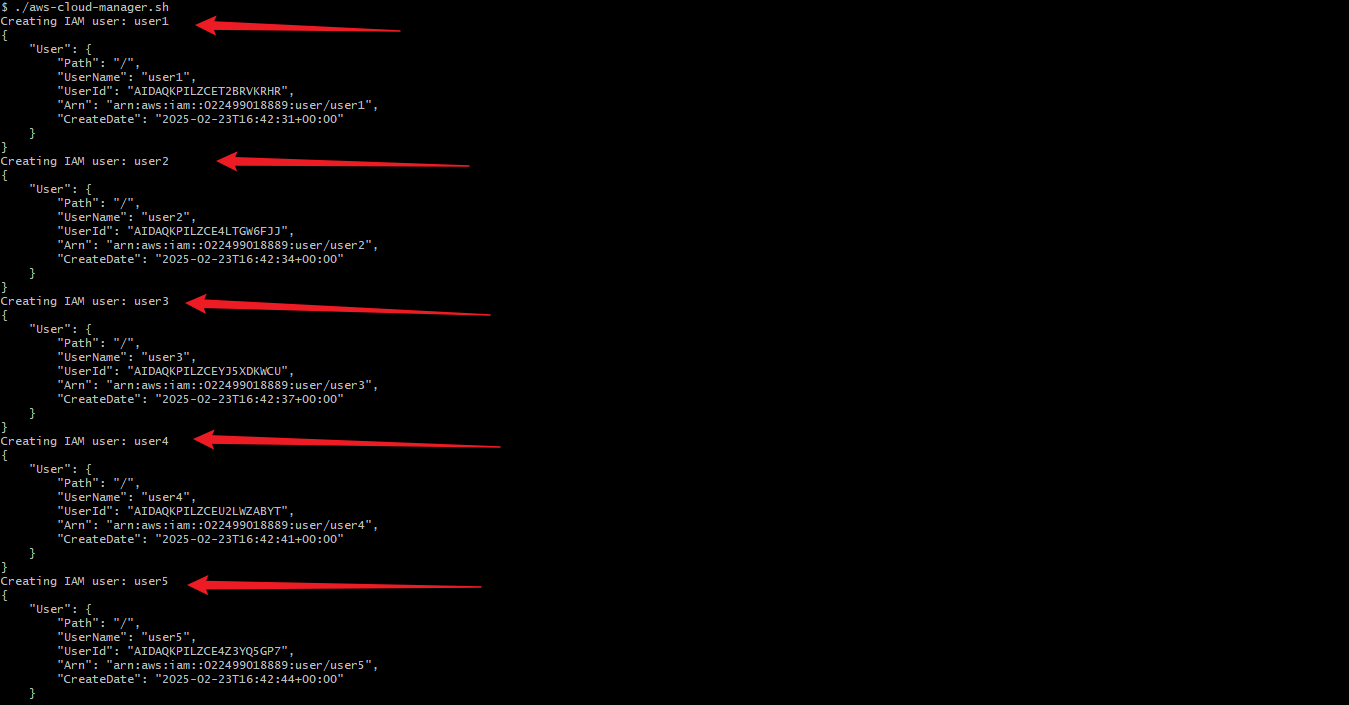 $ ./aws-cloud-manager.sh
Creating IAM user: user1
{
    "User": {
        "Path": "/",
        "UserName": "user1",
        "UserId": "AIDAQKPILZCET2BRVKRHR",
        "Arn": "arn:aws:iam::022499018889:user/user1",
        "CreateDate": "2025-02-23T16:42:31+00:00"
    }
}
Creating IAM user: user2
{
    "User": {
        "Path": "/",
        "UserName": "user2",
        "UserId": "AIDAQKPILZCE4LTGW6FJJ",
        "Arn": "arn:aws:iam::022499018889:user/user2",
        "CreateDate": "2025-02-23T16:42:34+00:00"
    }
}
Creating IAM user: user3
{
    "User": {
        "Path": "/",
        "UserName": "user3",
        "UserId": "AIDAQKPILZCEYJ5XDKWCU",
        "Arn": "arn:aws:iam::022499018889:user/user3",
        "CreateDate": "2025-02-23T16:42:37+00:00"
    }
}
Creating IAM user: user4
{
    "User": {
        "Path": "/",
        "UserName": "user4",
        "UserId": "AIDAQKPILZCEU2LWZABYT",
        "Arn": "arn:aws:iam::022499018889:user/user4",
        "CreateDate": "2025-02-23T16:42:41+00:00"
    }
}
Creating IAM user: user5
{
    "User": {
        "Path": "/",
        "UserName": "user5",
        "UserId": "AIDAQKPILZCE4Z3YQ5GP7",
        "Arn": "arn:aws:iam::022499018889:user/user5",
        "CreateDate": "2025-02-23T16:42:44+00:00"
    }